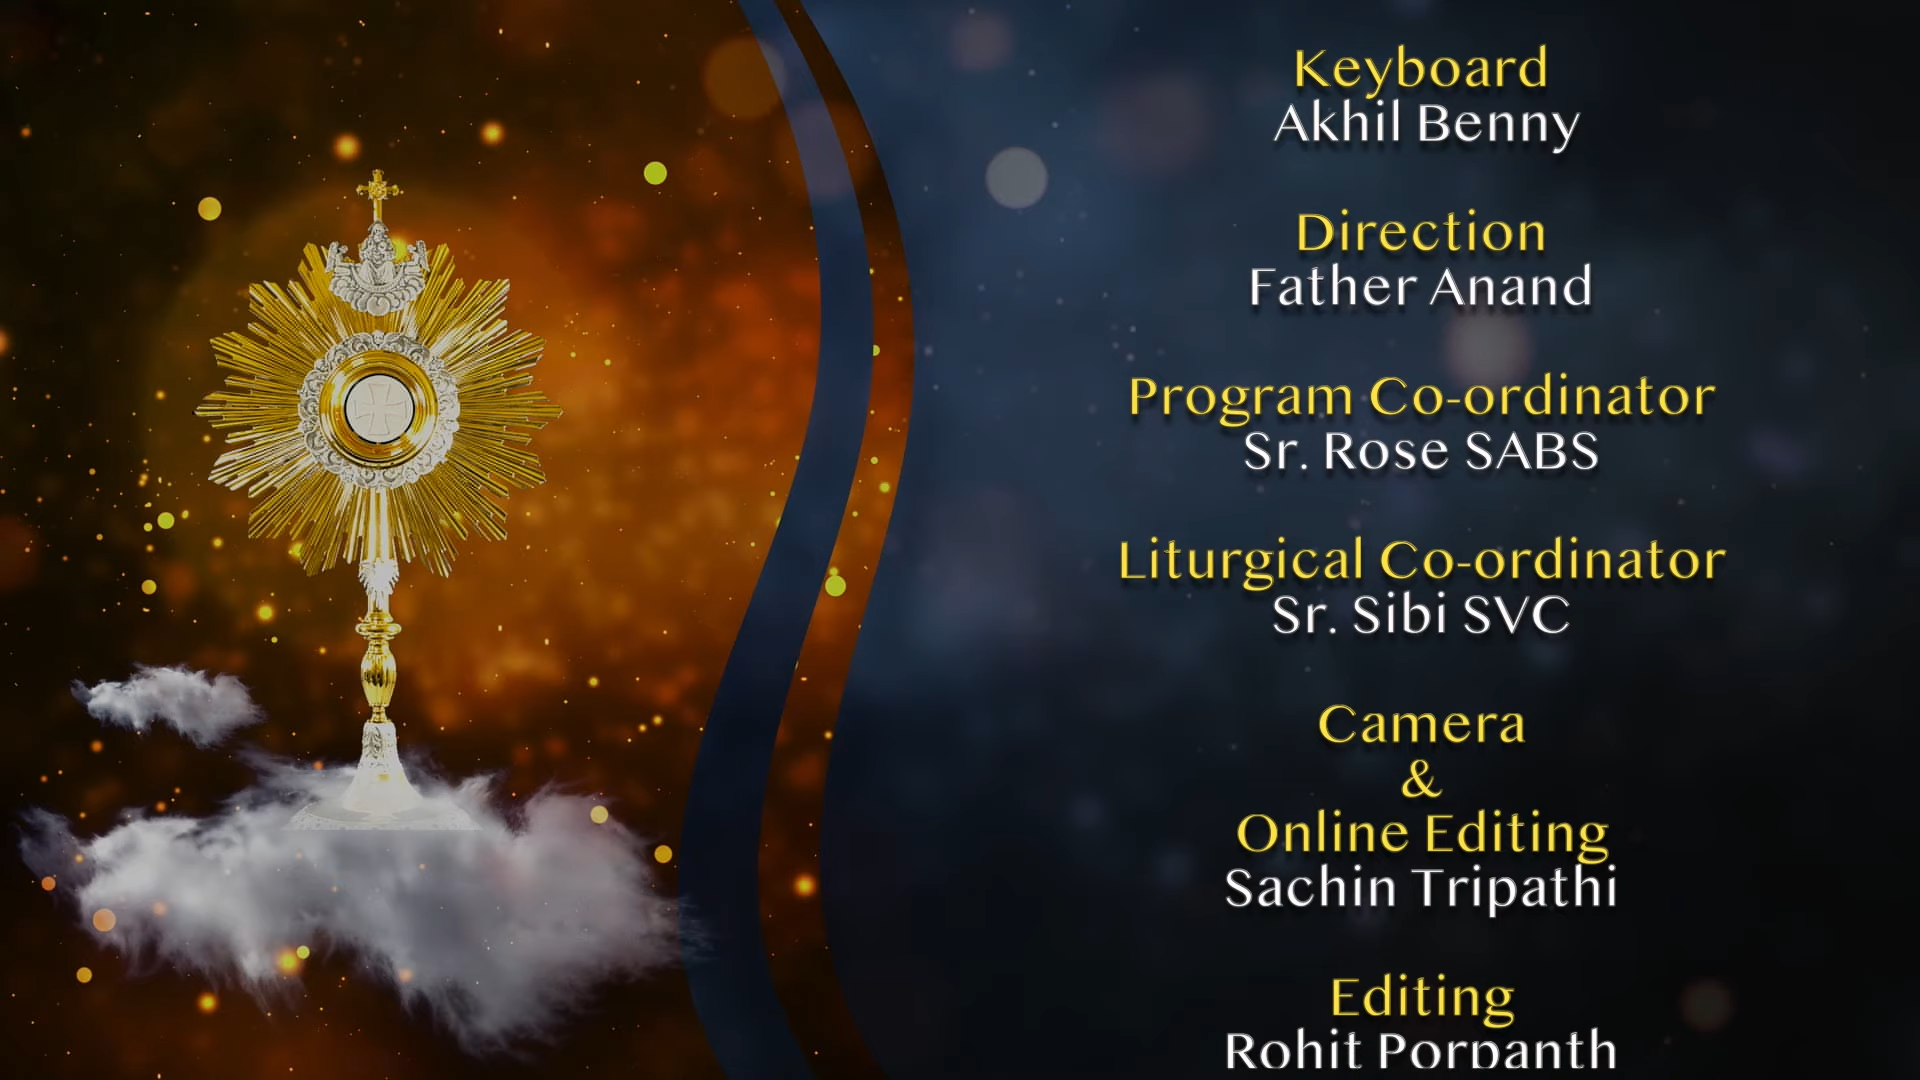 Keyboard
Akhil Benny
Direction
Father Anand
Program Co-ordinator
Sr. Rose SABS
Liturgical Co-ordinator
Sr. Sibi SVC
Camera
&
Online Editing
Sachin Tripathi
Editing
Rohit Porpanth